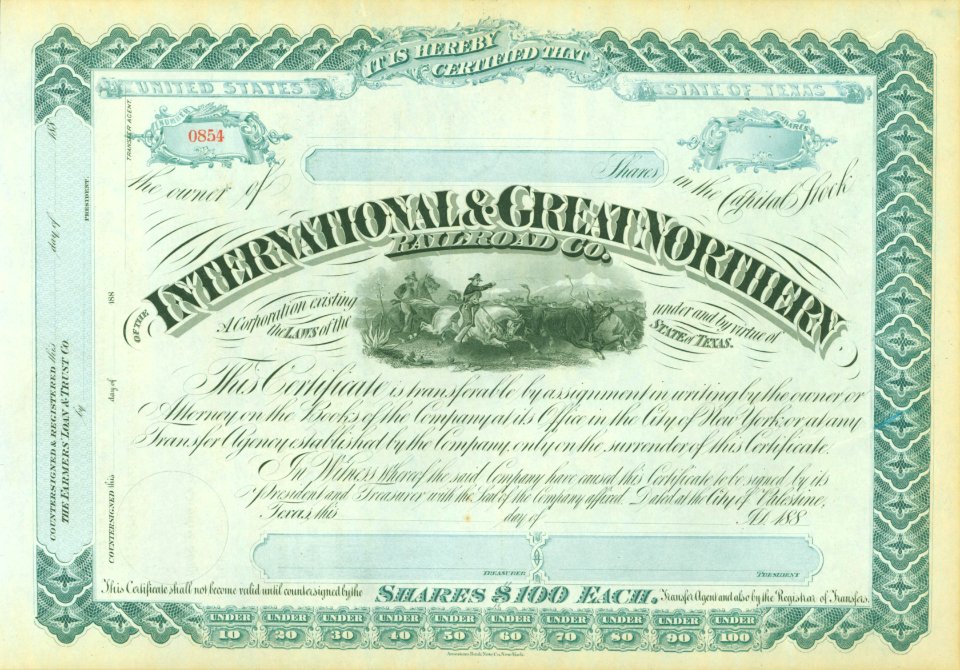 IT IS HEREBY
CERTIFIED THAT
UNITED STATES
STATE OF TEXAS
NUMBER
0854
SHARES
Shares
The owner of
in the Capital Stock
OF THE
INTERNATIONAL & GREAT NORTHERN
RAILROAD CO.
A Corporation existing
under and by virtue of
the LAWS of the
STATE of TEXAS.
This Certificate is transferable by assignment in writing by the owner or
Attorney on the Books of the Company at its Office in the City of New York or at any
Transfer Agency established by the Company, only on the surrender of this Certificate.
In Witness whereof the said Company have caused this Certificate to be signed by its
President and Treasurer with the Seal of the Company affixed. Dated at the City of Palestine,
Texas, this day of A.D. 188
TREASURER
PRESIDENT
This Certificate shall not become valid until countersigned by the
SHARES $100 EACH.
Transfer Agent and also by the Registrar of Transfers.
UNDER 10 UNDER 20 UNDER 30 UNDER 40 UNDER 50 UNDER 60 UNDER 70 UNDER 80 UNDER 90 UNDER 100
American Bank Note Co. New York.
COUNTERSIGNED & REGISTERED this day of 188
THE FARMERS' LOAN & TRUST CO.
by PRESIDENT.
COUNTERSIGNED this day of 188
TRANSFER AGENT.